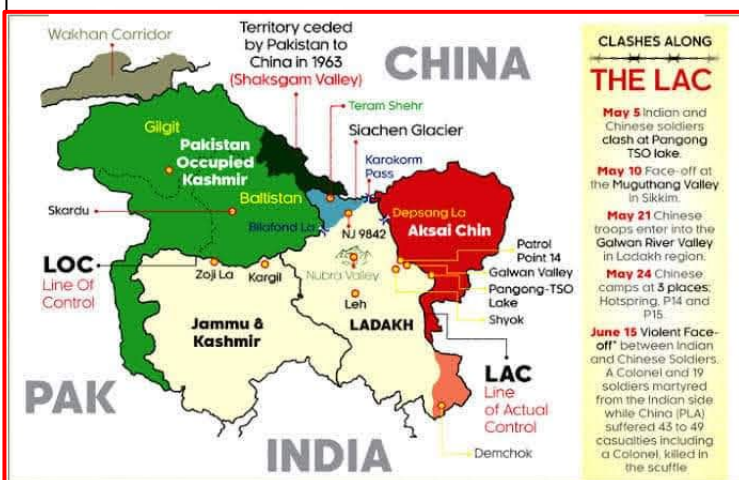 Wakhan Corridor
Territory ceded
by Pakistan to
China in 1963
(Shaksgam Valley)
CHINA
Teram Shehr
Siachen Glacier
Gilgit
Pakistan
Occupied
Kashmir
Karakorm
Pass
Baltistan
Skardu
Bilafond La
NJ 9842
Depsang La
Aksai Chin
LOC
Line Of
Control
Zoji La
Kargil
Nubra Valley
Leh
Patrol
Point 14
Galwan Valley
Pangong-TSO
Lake
Shyok
Jammu &
Kashmir
LADAKH
LAC
Line
of Actual
Control
PAK
INDIA
Demchok
CLASHES ALONG
THE LAC
May 5 Indian and
Chinese soldiers
clash at Pangong
TSO lake.
May 10 Face-off at
the Muguthang Valley
in Sikkim.
May 21 Chinese
troops enter into the
Galwan River Valley
in Ladakh region.
May 24 Chinese
camps at 3 places:
Hotspring, P14 and
P15
June 15 Violent Face-
off" between Indian
and Chinese Soldiers.
A Colonel and 19
soldiers martyred
from the Indian side
while China (PLA)
suffered 43 to 49
casualties including
a Colonel, killed in
the scuffle